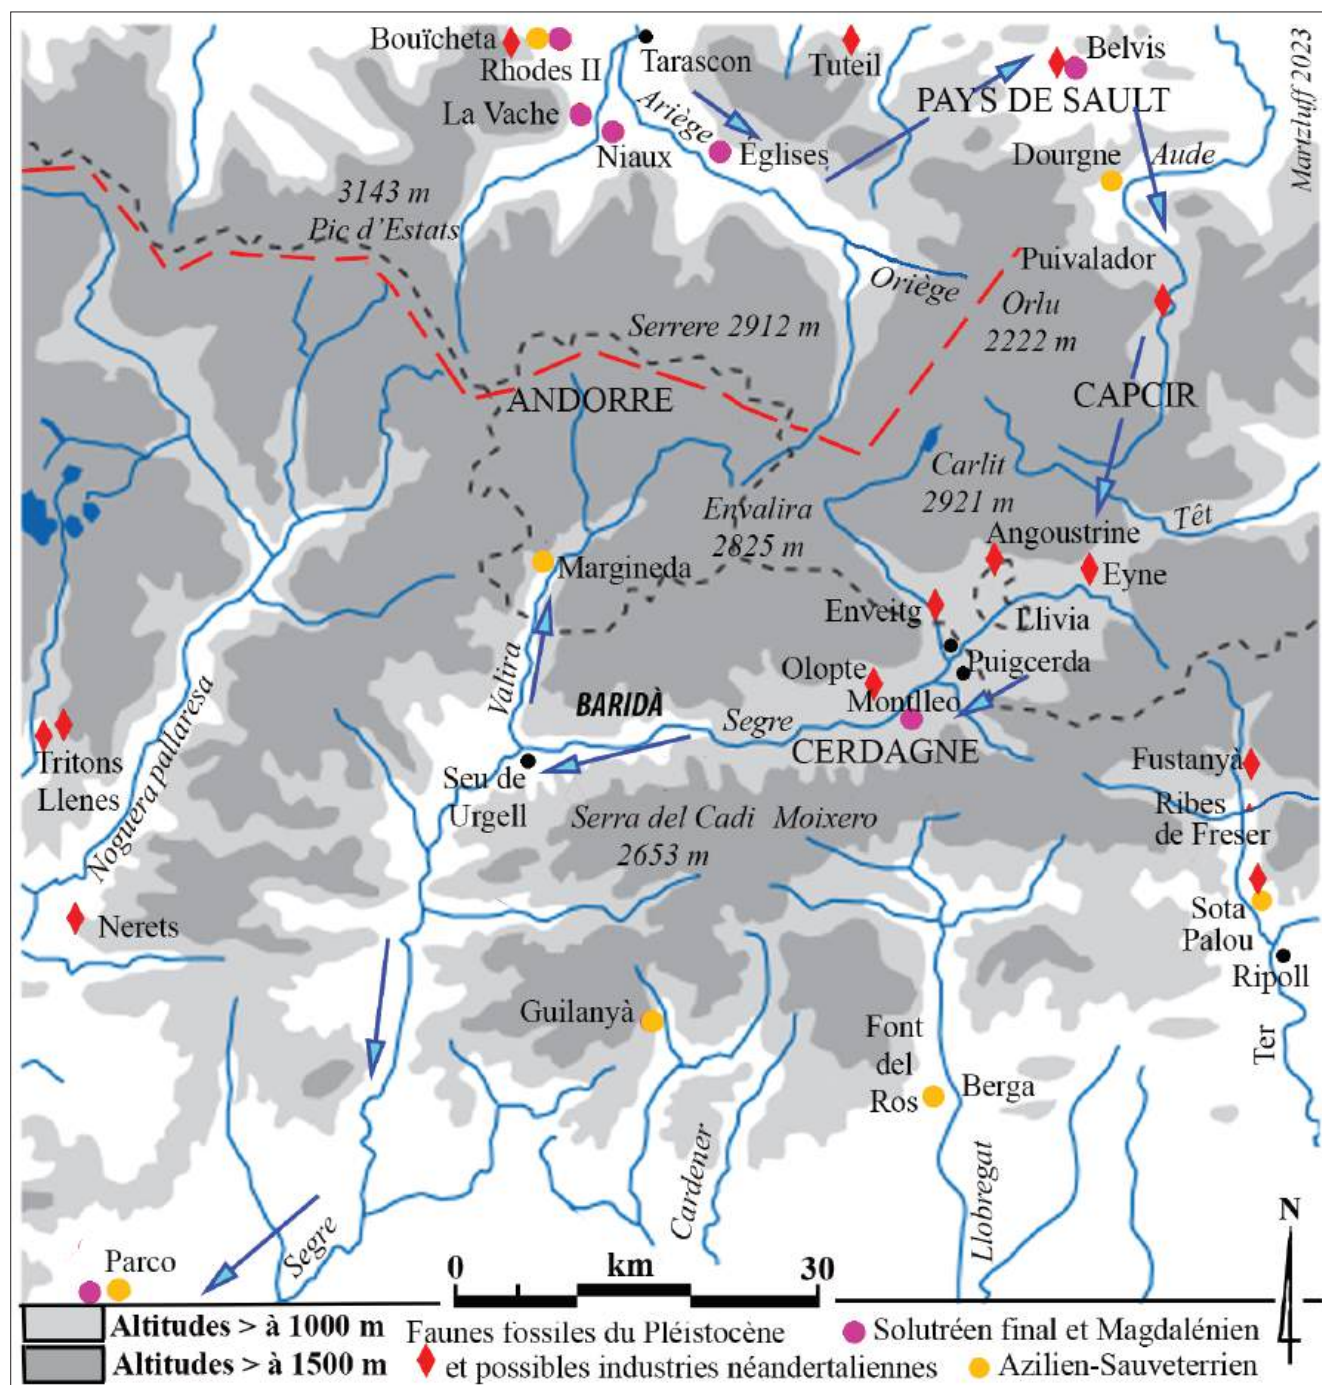 Bouïcheta
Rhodes II
Tarascon
Tuteil
Belvis
PAYS DE SAULT
La Vache
Ariège
Niaux
Églises
Dourgne
Aude
Martzluff 2023
3143 m
Pic d'Estats
Puivalador
Oriège
Orlu
2222 m
Serrere 2912 m
ANDORRE
CAPCIR
Carlit
2921 m
Envalira
2825 m
Têt
Angoustrine
Margineda
Eyne
Enveitg
Llivia
Valira
Olopte
Puigcerda
Montlleo
BARIDÀ
Segre
CERDAGNE
Noguera pallaresa
Tritons
Llenes
Seu de
Urgell
Fustanyà
Ribes
de Freser
Serra del Cadi Moixero
2653 m
Nerets
Sota
Palou
Ripoll
Guilanyà
Font
del
Ros
Berga
Ter
Cardener
Llobregat
Segre
N
Parco
0 km 30
Altitudes > à 1000 m
Altitudes > à 1500 m
Faunes fossiles du Pléistocène
et possibles industries néandertaliennes
Solutréen final et Magdalénien
Azilien-Sauveterrien